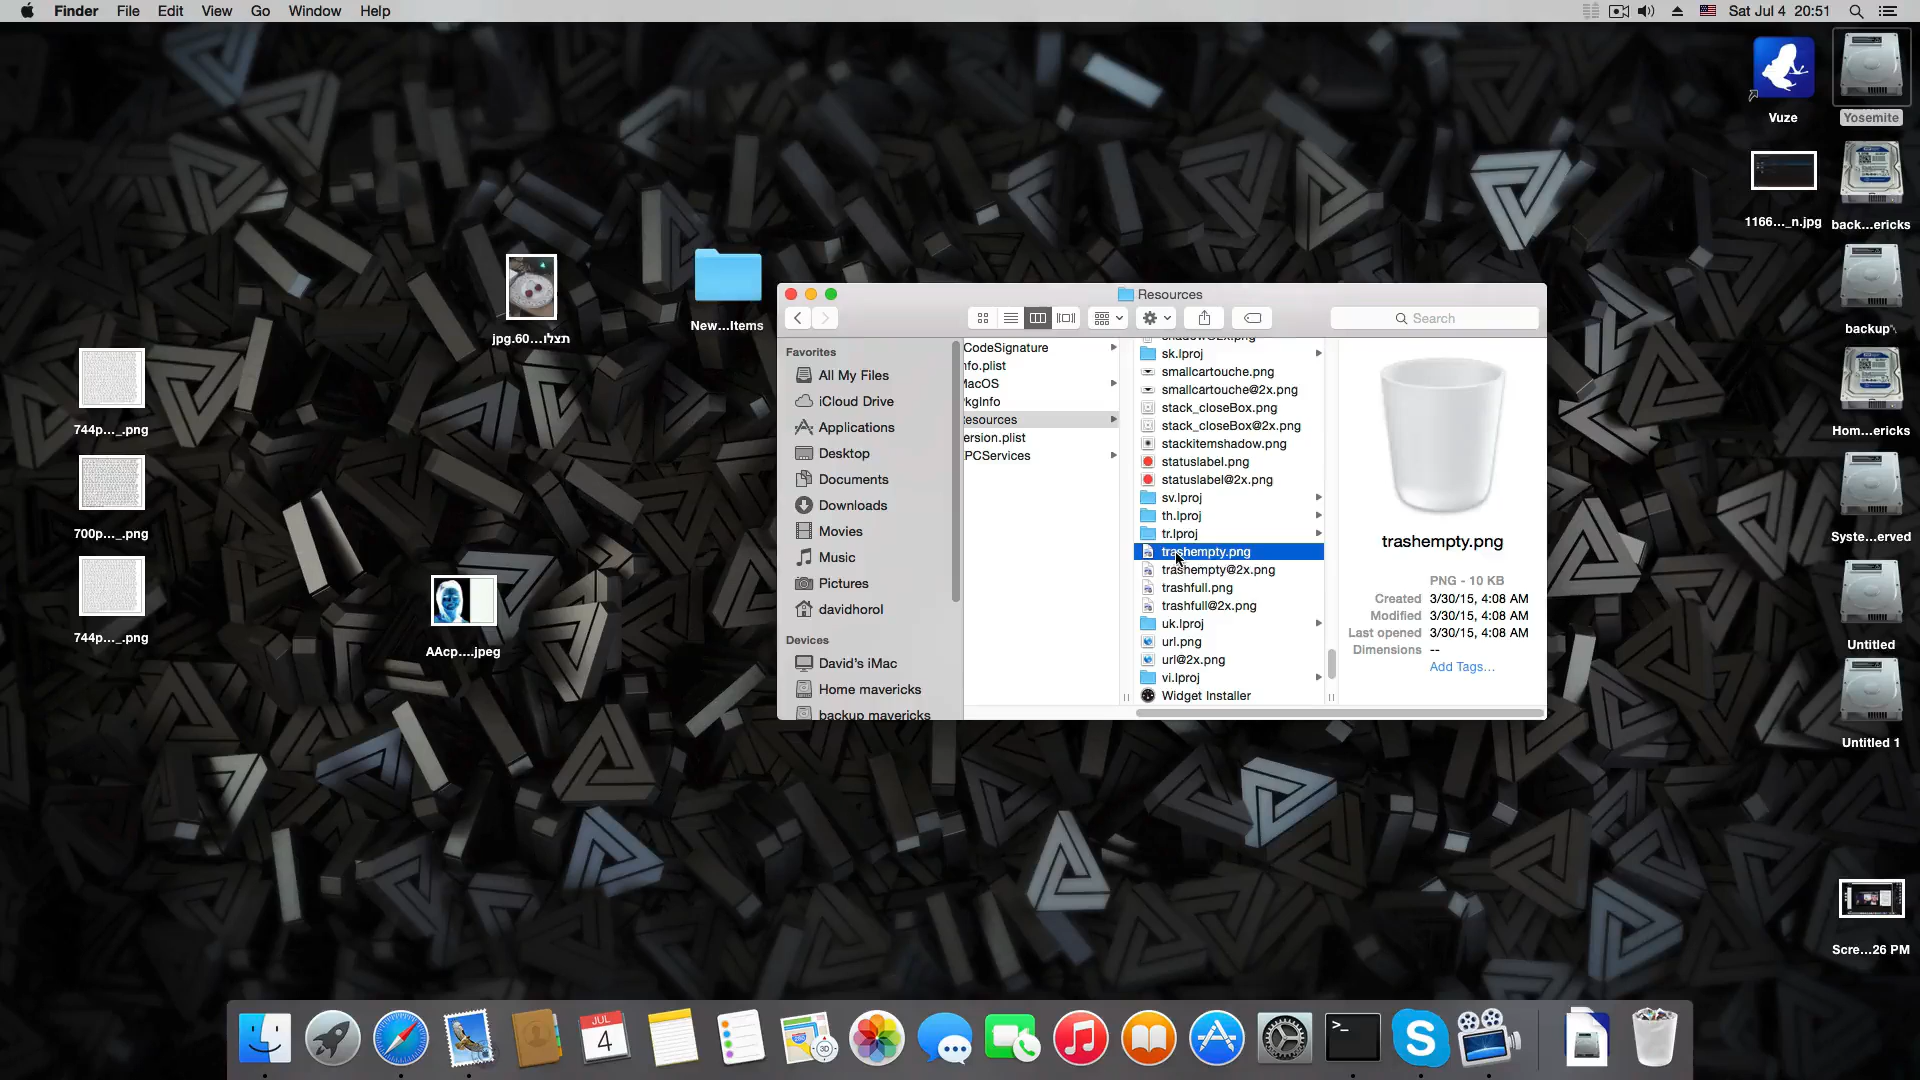 Finder File Edit View Go Window Help
Sat Jul 4 20:51
Vuze
Yosemite
1166..._n.jpg
back...ericks
backup
Hom...ericks
Syste...erved
Untitled
Untitled 1
Scre...26 PM
תצלו...60.jpg
New...Items
744p..._.png
700p..._.png
744p..._.png
AAcp....jpeg
Resources
Search
Favorites
All My Files
iCloud Drive
Applications
Desktop
Documents
Downloads
Movies
Music
Pictures
davidhorol
Devices
David's iMac
Home mavericks
backup mavericks
CodeSignature
nfo.plist
MacOS
PkgInfo
esources
ersion.plist
PCServices
shadow@2x.png
sk.lproj
smallcartouche.png
smallcartouche@2x.png
stack_closeBox.png
stack_closeBox@2x.png
stackitemshadow.png
statuslabel.png
statuslabel@2x.png
sv.lproj
th.lproj
tr.lproj
trashempty.png
trashempty@2x.png
trashfull.png
trashfull@2x.png
uk.lproj
url.png
url@2x.png
vi.lproj
Widget Installer
trashempty.png
PNG - 10 KB
Created 3/30/15, 4:08 AM
Modified 3/30/15, 4:08 AM
Last opened 3/30/15, 4:08 AM
Dimensions --
Add Tags...
JUL
4
280
3D
>_